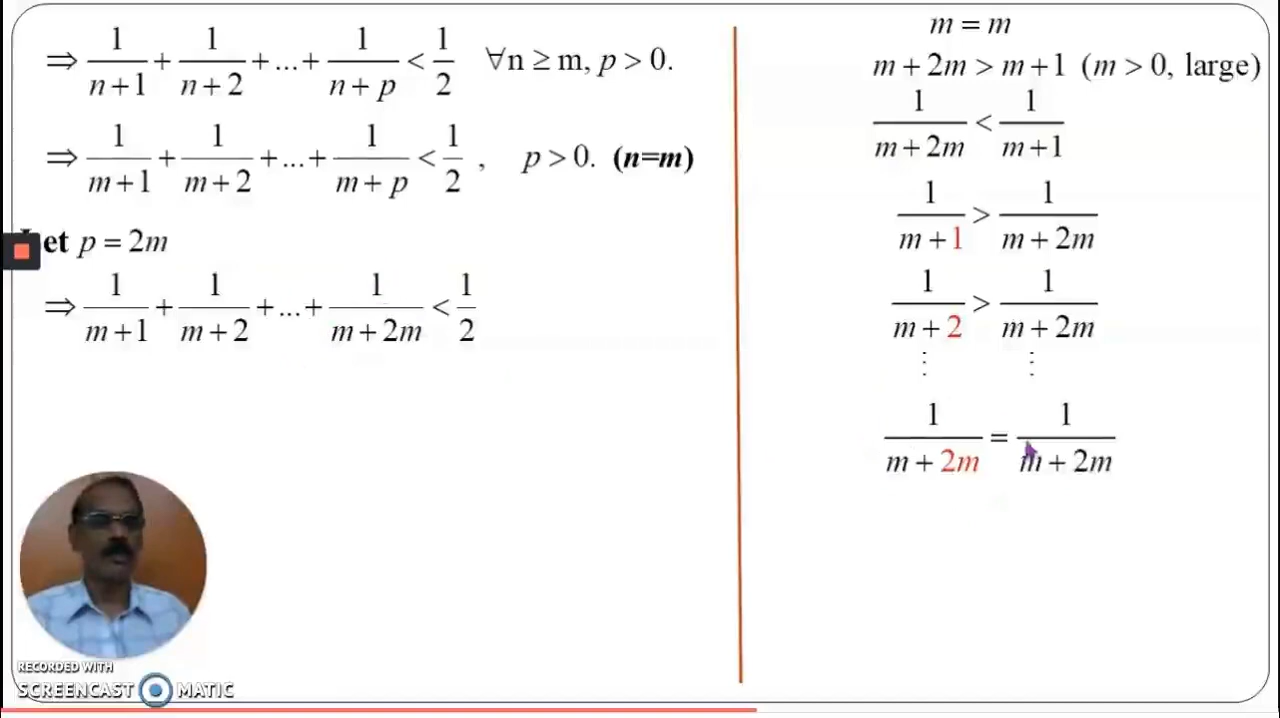 ⇒ 1/(n+1) + 1/(n+2) + ... + 1/(n+p) < 1/2 ∀n ≥ m, p > 0.
⇒ 1/(m+1) + 1/(m+2) + ... + 1/(m+p) < 1/2 , p > 0. (n=m)
et p = 2m
⇒ 1/(m+1) + 1/(m+2) + ... + 1/(m+2m) < 1/2
m = m
m + 2m > m + 1 (m > 0, large)
1/(m+2m) < 1/(m+1)
1/(m+1) > 1/(m+2m)
1/(m+2) > 1/(m+2m)
⋮ ⋮
1/(m+2m) = 1/(m+2m)
RECORDED WITH
SCREENCAST MATIC